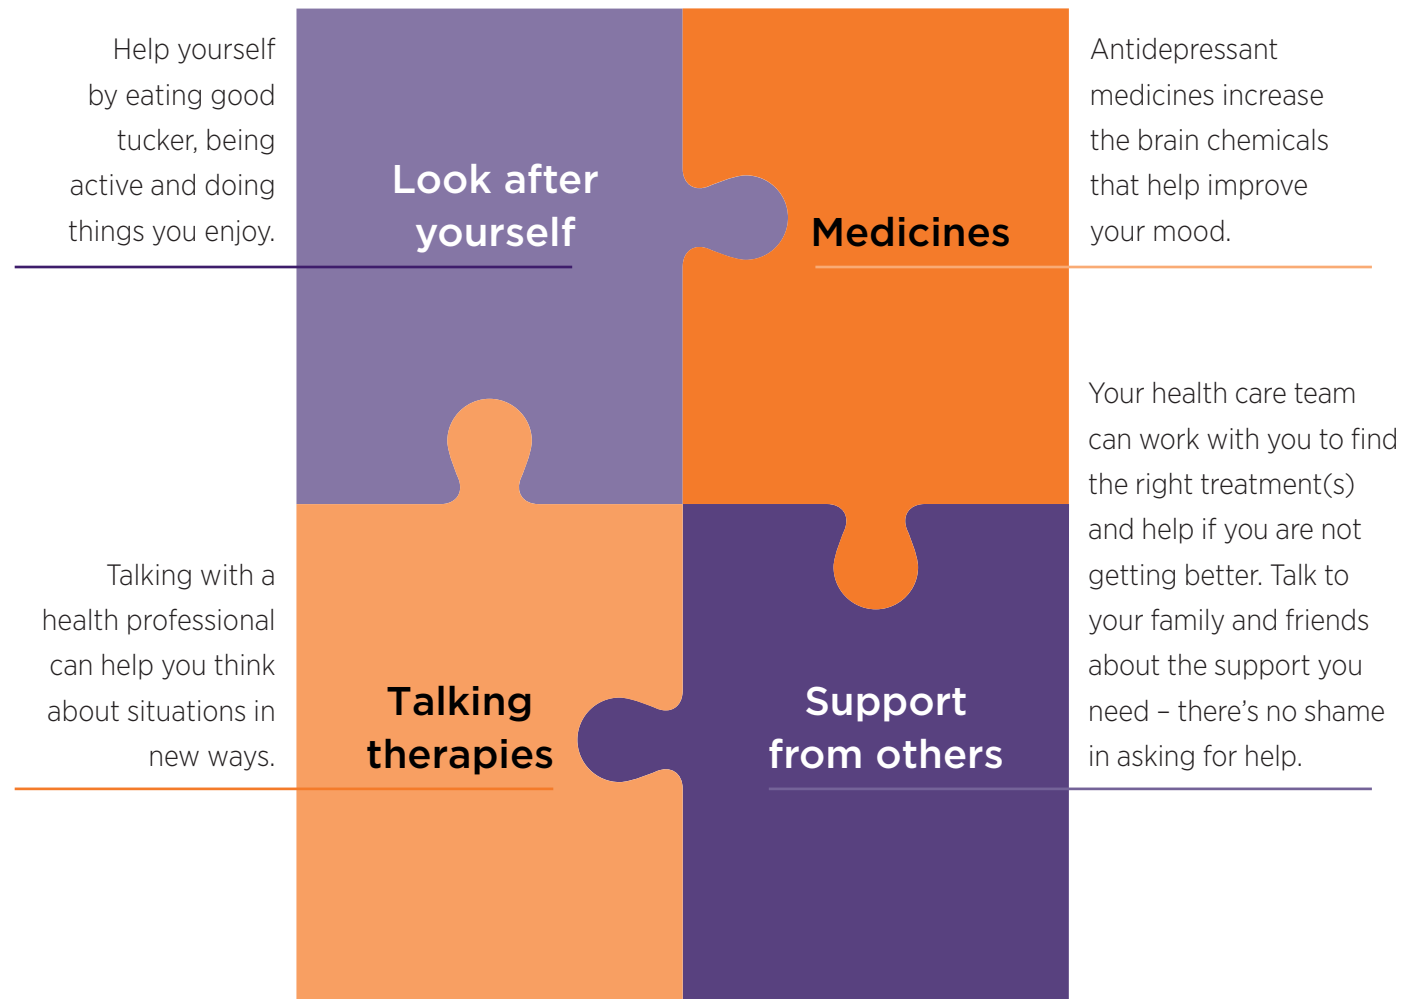 Help yourself
by eating good
tucker, being
active and doing
things you enjoy.
Look after
yourself
Medicines
Antidepressant
medicines increase
the brain chemicals
that help improve
your mood.
Talking with a
health professional
can help you think
about situations in
new ways.
Talking
therapies
Support
from others
Your health care team
can work with you to find
the right treatment(s)
and help if you are not
getting better. Talk to
your family and friends
about the support you
need – there’s no shame
in asking for help.